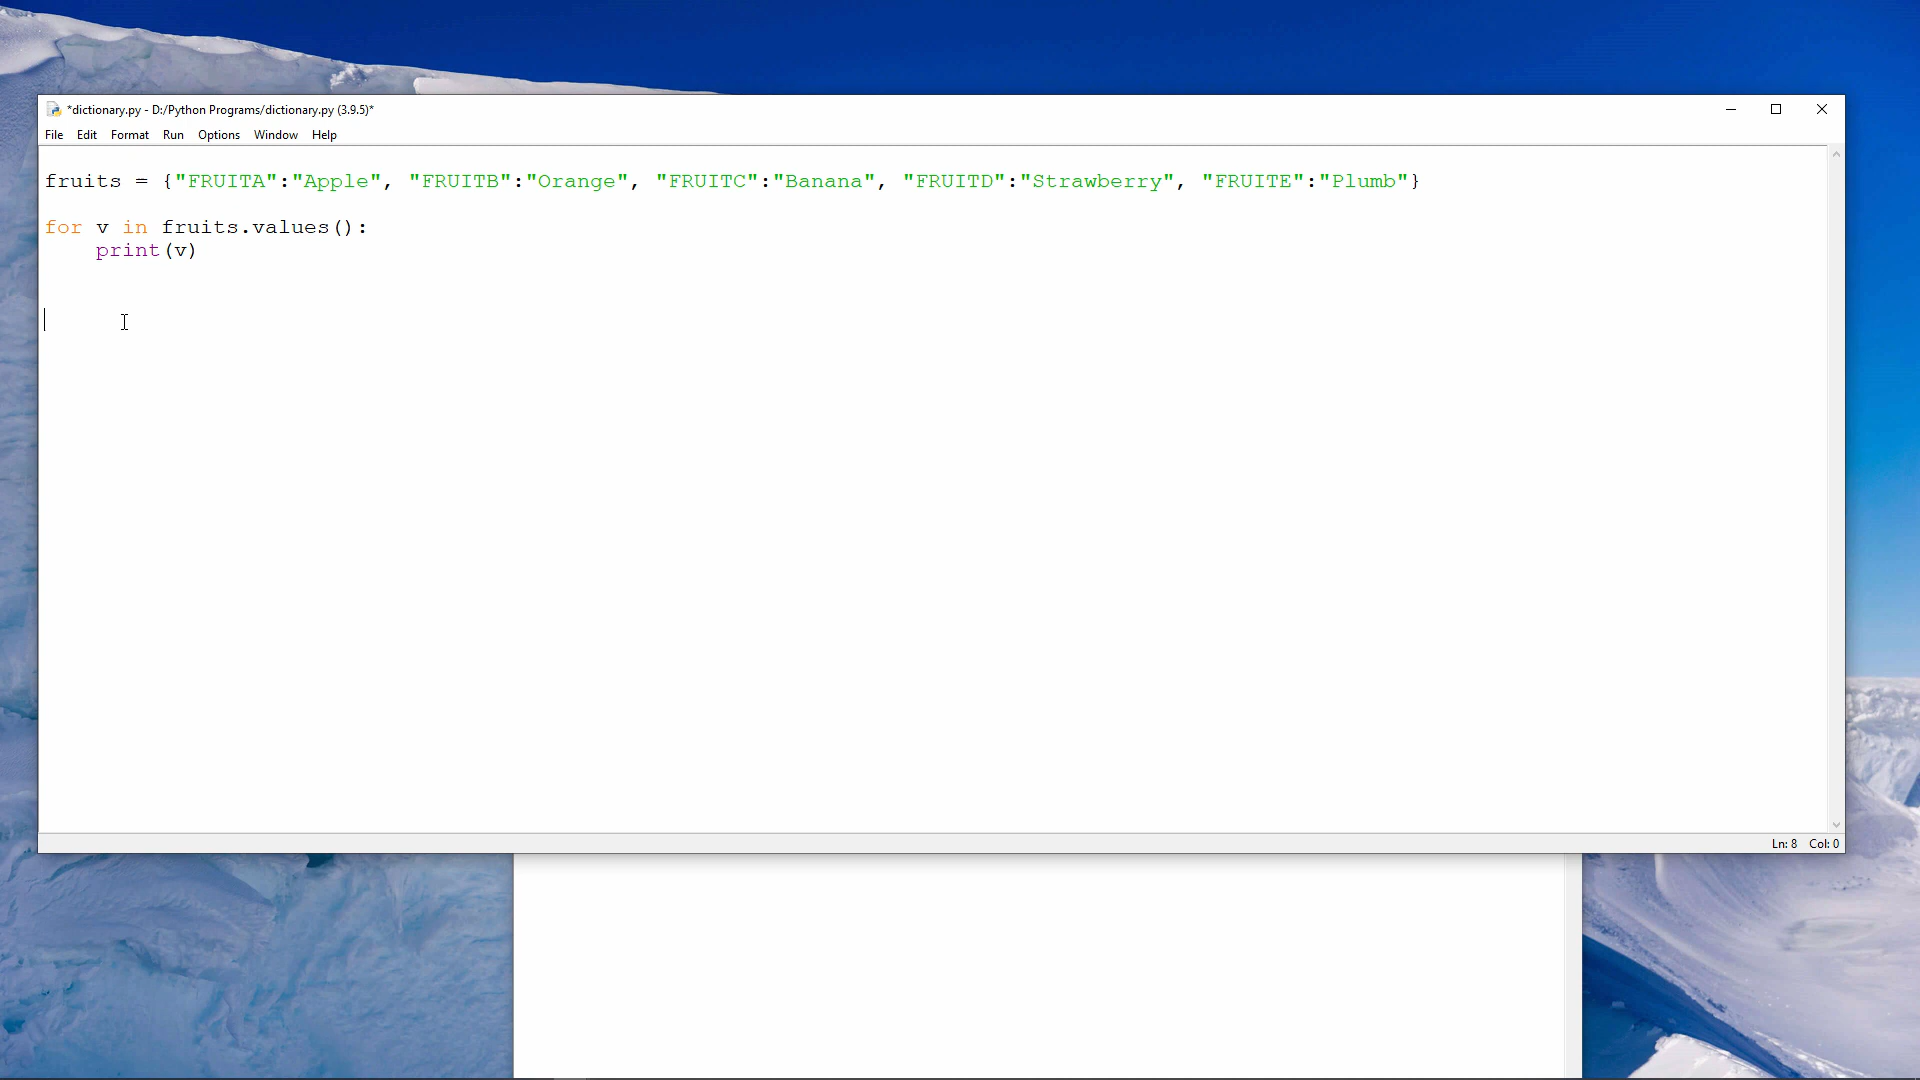 *dictionary.py - D:/Python Programs/dictionary.py (3.9.5)*
File Edit Format Run Options Window Help
fruits = {"FRUITA":"Apple", "FRUITB":"Orange", "FRUITC":"Banana", "FRUITD":"Strawberry", "FRUITE":"Plumb"}
for v in fruits.values():
    print(v)
Ln: 8 Col: 0